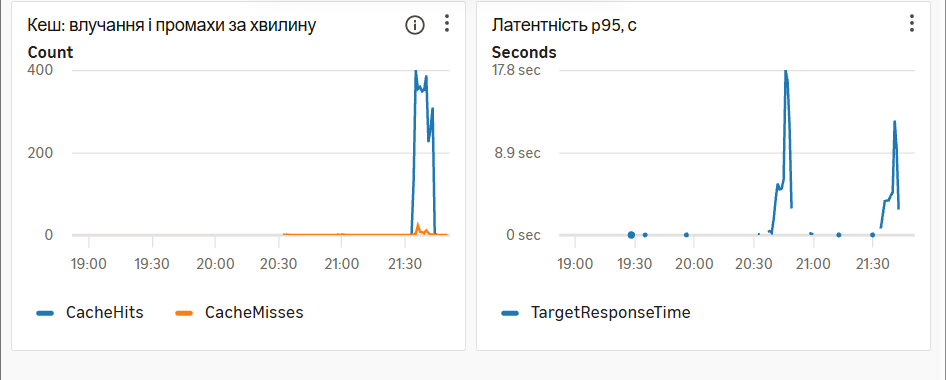 Кеш: влучання і промахи за хвилину
Count
400
200
0
19:00 19:30 20:00 20:30 21:00 21:30
CacheHits CacheMisses
Латентність p95, с
Seconds
17.8 sec
8.9 sec
0 sec
19:00 19:30 20:00 20:30 21:00 21:30
TargetResponseTime